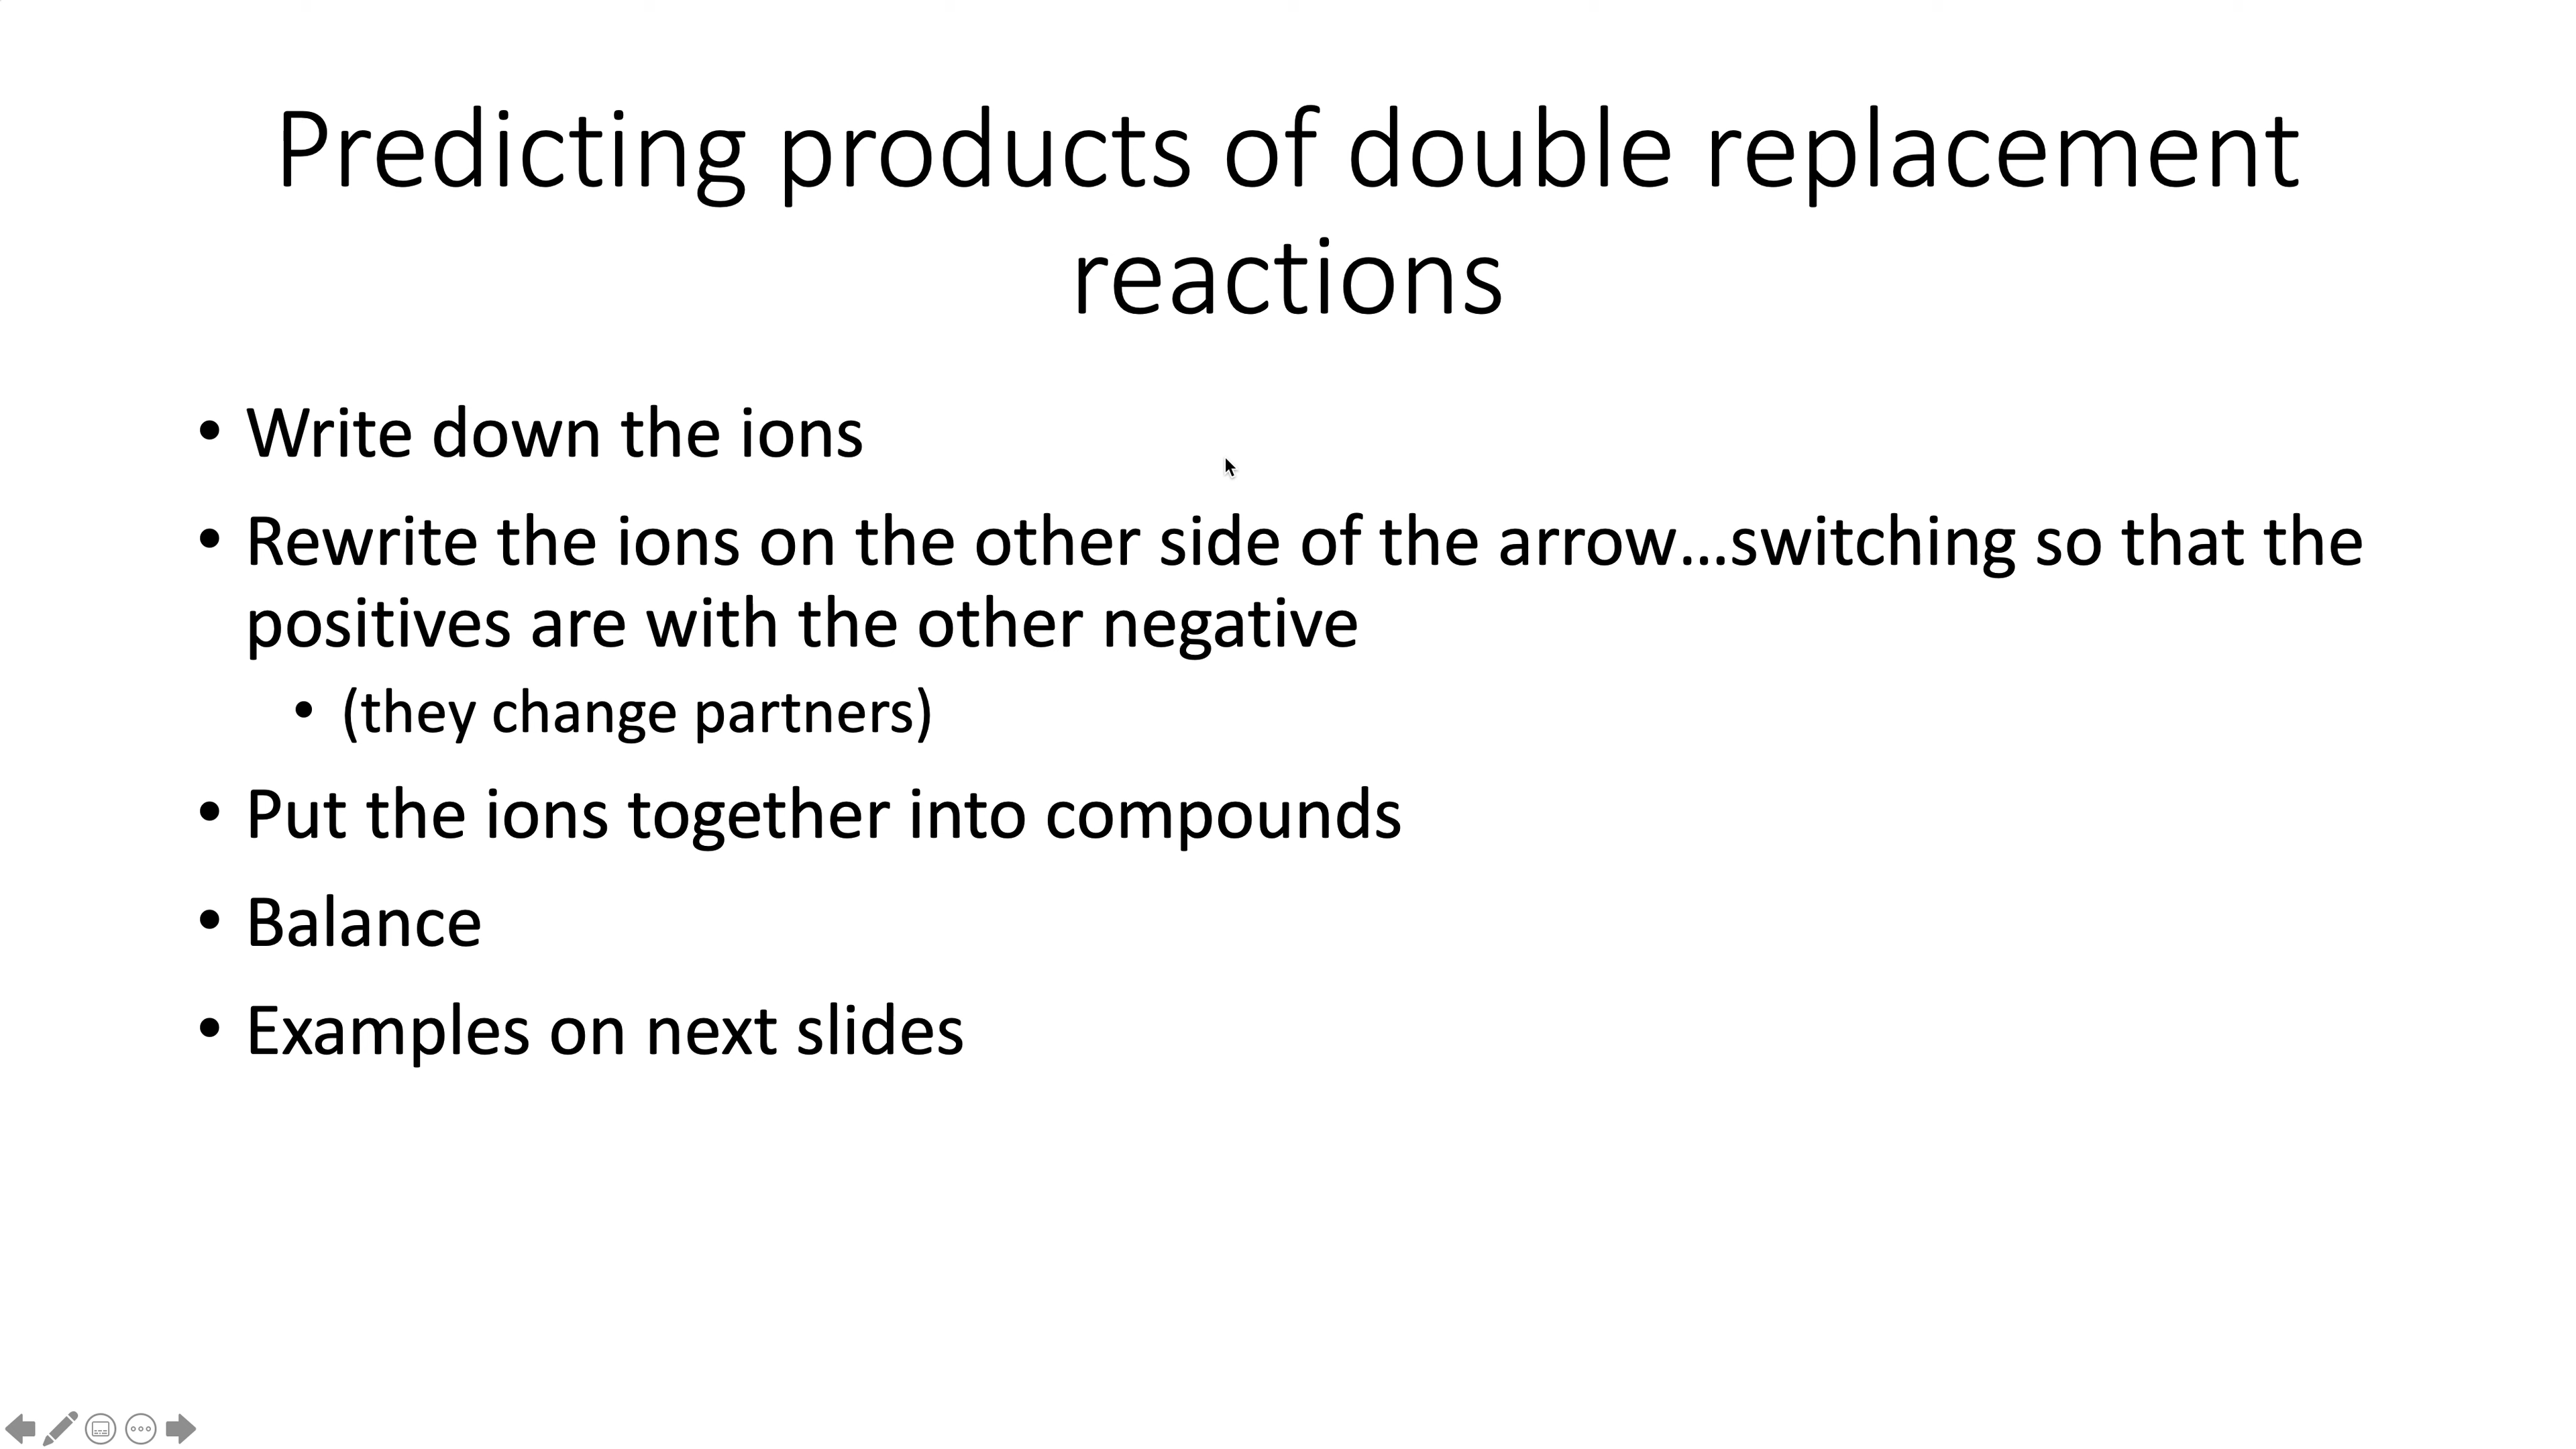 Predicting products of double replacement
reactions
• Write down the ions
• Rewrite the ions on the other side of the arrow...switching so that the
positives are with the other negative
• (they change partners)
• Put the ions together into compounds
• Balance
• Examples on next slides